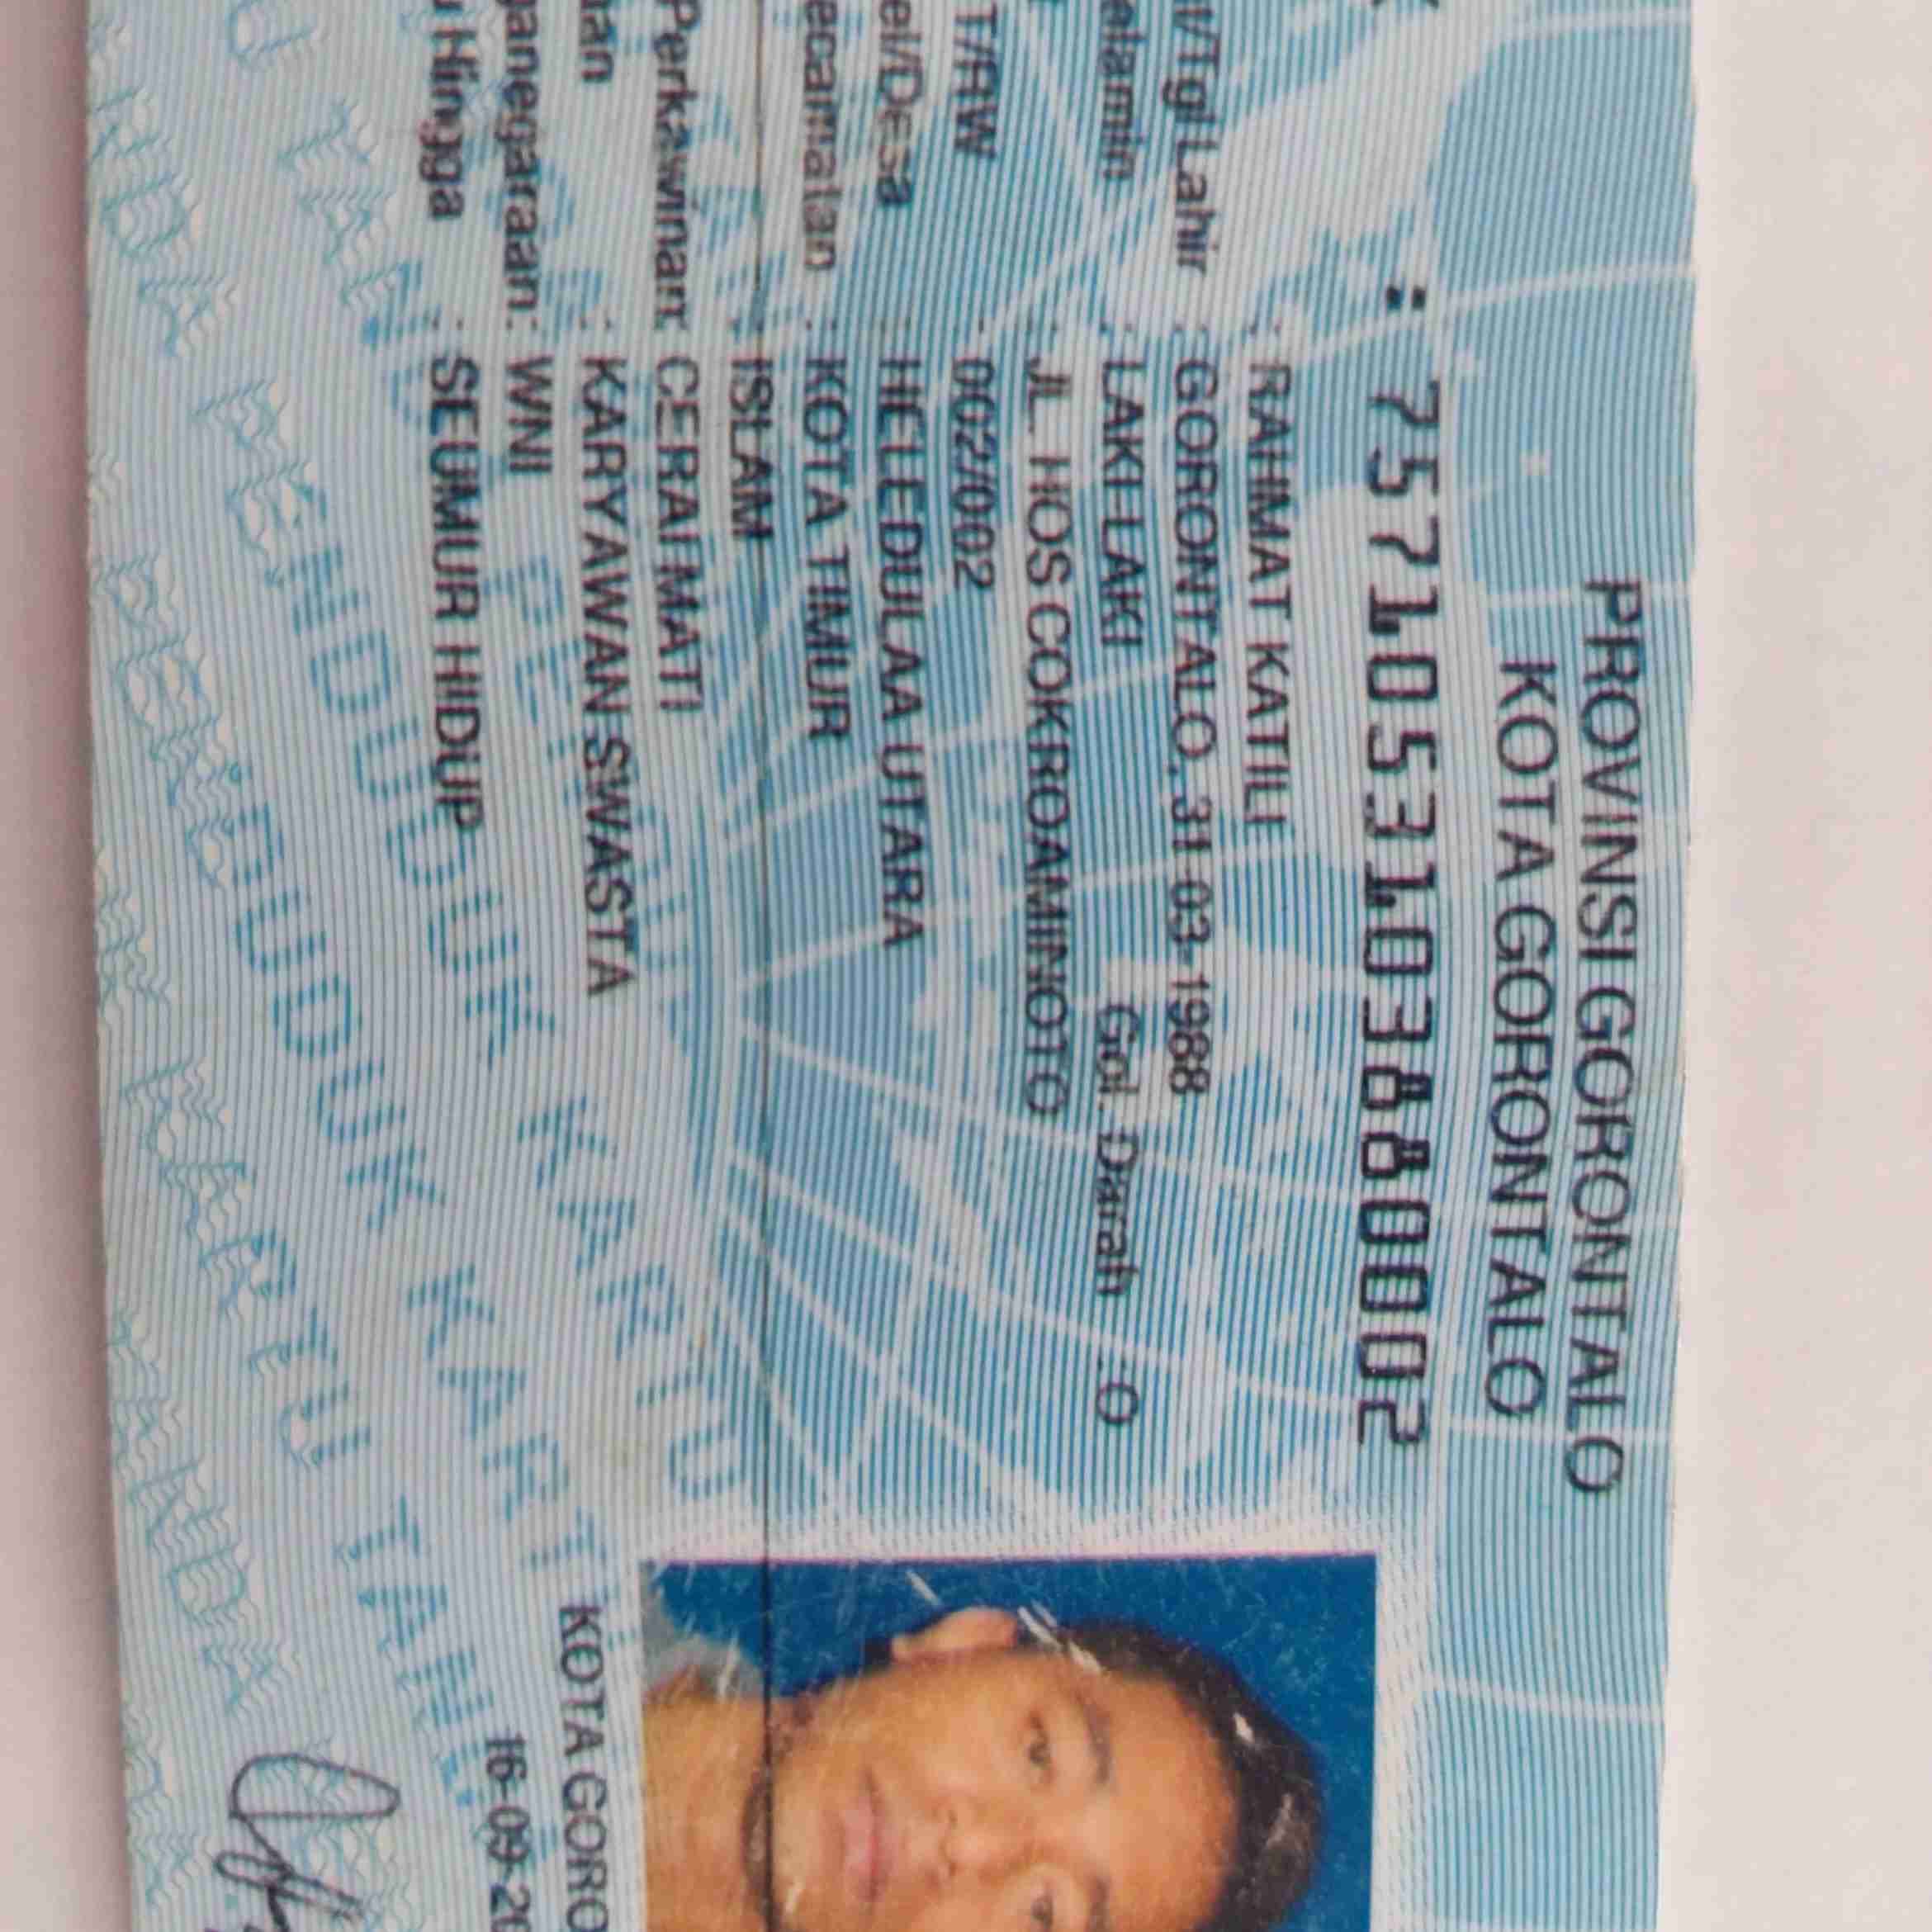 PROVINSI GORONTALO
KOTA GORONTALO
: 7571053103880002
: RAHMAT KATILI
/Tgl Lahir : GORONTALO, 31-03-1988
elamin : LAKI-LAKI Gol. Darah : O
: JL. HOS COKROAMINOTO
T/RW : 002/002
el/Desa : HELEDULAA UTARA
ecamatan : KOTA TIMUR
ISLAM
Perkawinan: CERAI MATI
aan : KARYAWAN SWASTA
ganegaraan: WNI
Hingga : SEUMUR HIDUP
KOTA GORO
16-09-20